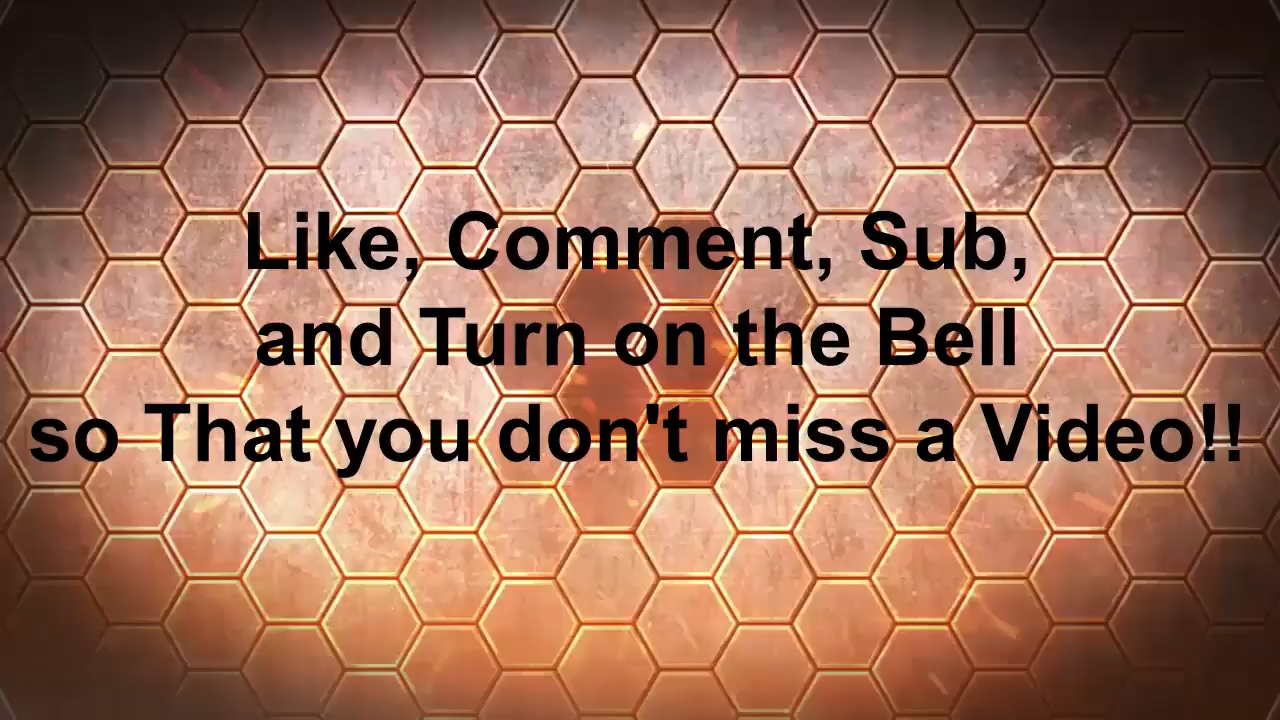 Like, Comment, Sub,
and Turn on the Bell
so That you don't miss a Video!!